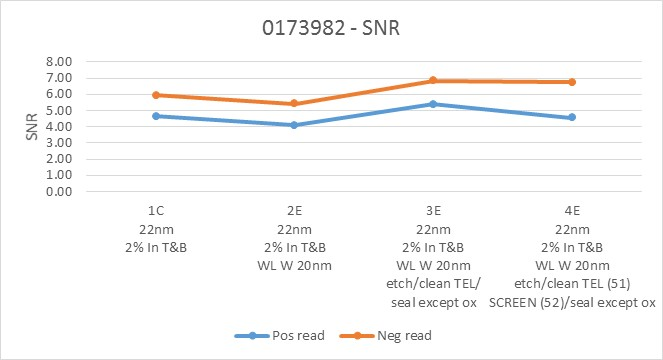 0173982 - SNR
8.00
7.00
6.00
5.00
4.00
3.00
2.00
1.00
0.00
SNR
1C
22nm
2% In T&B
2E
22nm
2% In T&B
WL W 20nm
3E
22nm
2% In T&B
WL W 20nm
etch/clean TEL/
seal except ox
4E
22nm
2% In T&B
WL W 20nm
etch/clean TEL (51)
SCREEN (52)/seal except ox
Pos read
Neg read